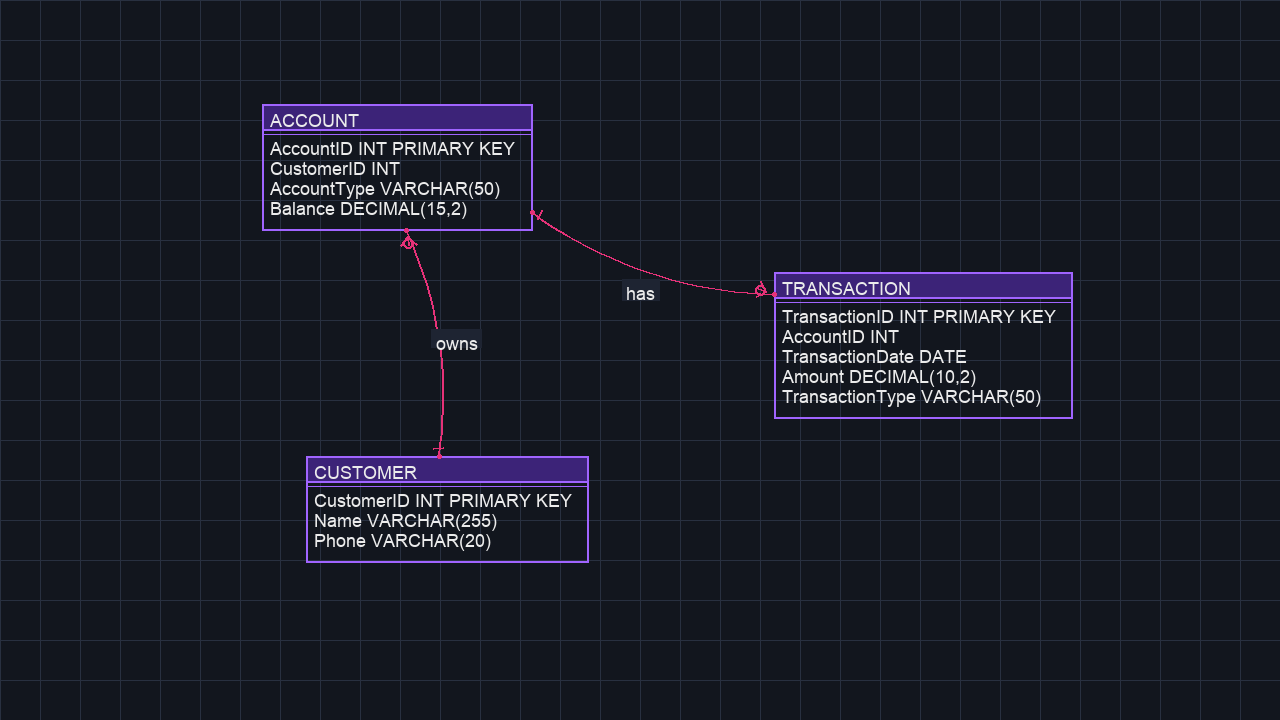 ACCOUNT
AccountID INT PRIMARY KEY
CustomerID INT
AccountType VARCHAR(50)
Balance DECIMAL(15,2)
has
TRANSACTION
TransactionID INT PRIMARY KEY
AccountID INT
TransactionDate DATE
Amount DECIMAL(10,2)
TransactionType VARCHAR(50)
owns
CUSTOMER
CustomerID INT PRIMARY KEY
Name VARCHAR(255)
Phone VARCHAR(20)